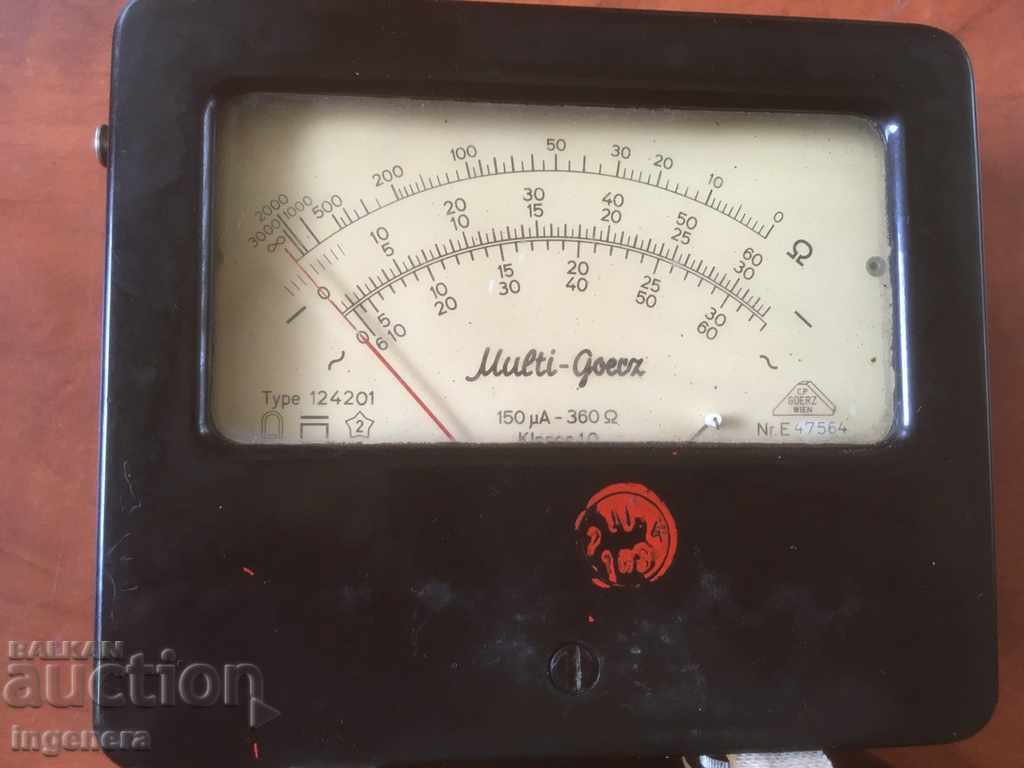 ∞ 3000 2000 1000 500 200 100 50 30 20 10 0 Ω
0 10 20 30 40 50 60
5 10 15 20 25 30
0 5 10 15 20 25 30
6 10 20 30 40 50 60
Multi-Goerz
Type 124201
2
150 µA - 360 Ω
CP
GOERZ
WIEN
Nr. E 47564
BALKAN
auction
ingenera